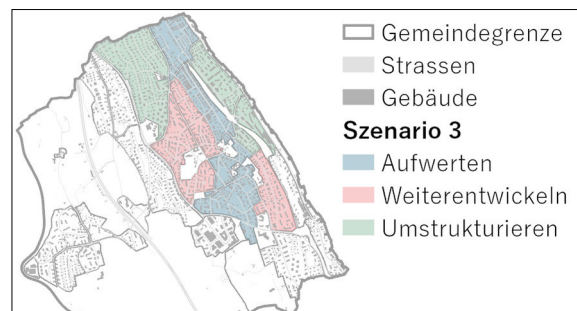 Gemeindegrenze
Strassen
Gebäude
Szenario 3
Aufwerten
Weiterentwickeln
Umstrukturieren